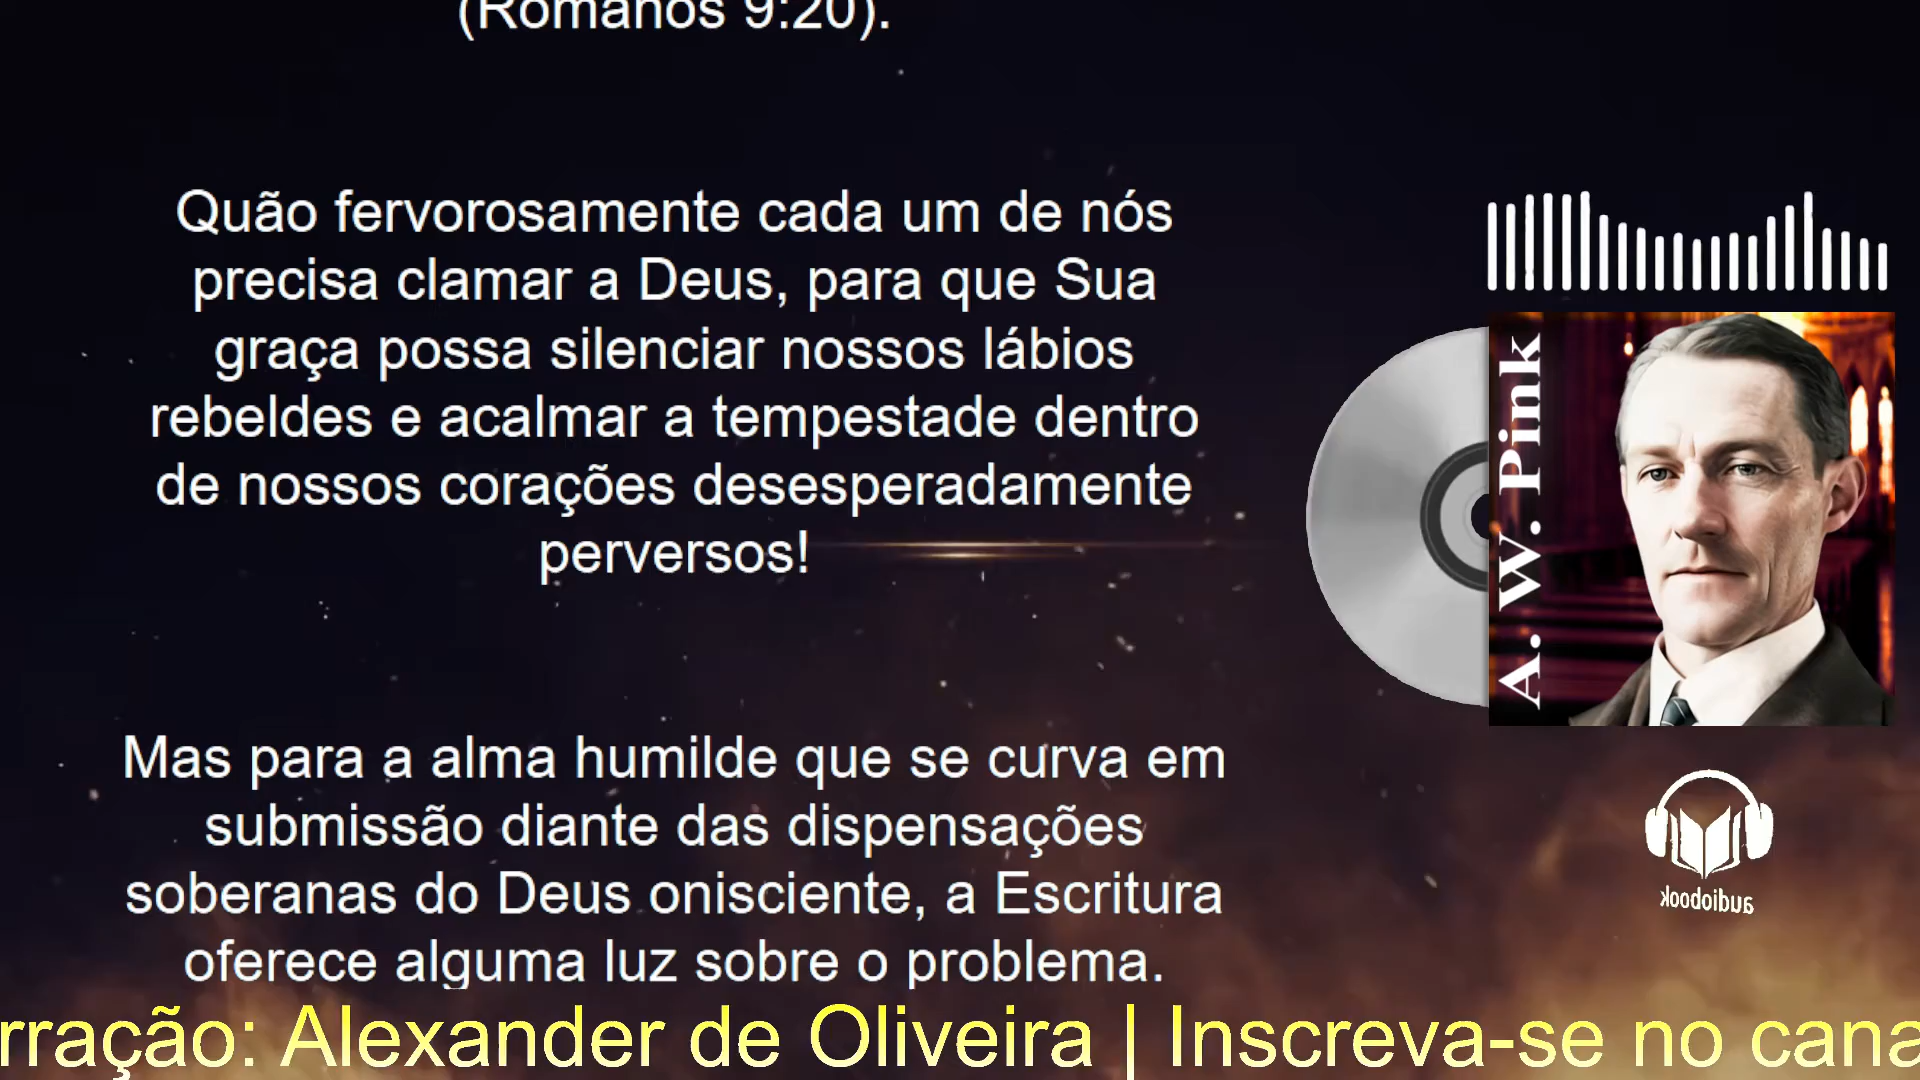 (Romanos 9:20).
Quão fervorosamente cada um de nós
precisa clamar a Deus, para que Sua
graça possa silenciar nossos lábios
rebeldes e acalmar a tempestade dentro
de nossos corações desesperadamente
perversos!
Mas para a alma humilde que se curva em
submissão diante das dispensações
soberanas do Deus onisciente, a Escritura
oferece alguma luz sobre o problema.
A. W. Pink
audiobook
rração: Alexander de Oliveira | Inscreva-se no cana